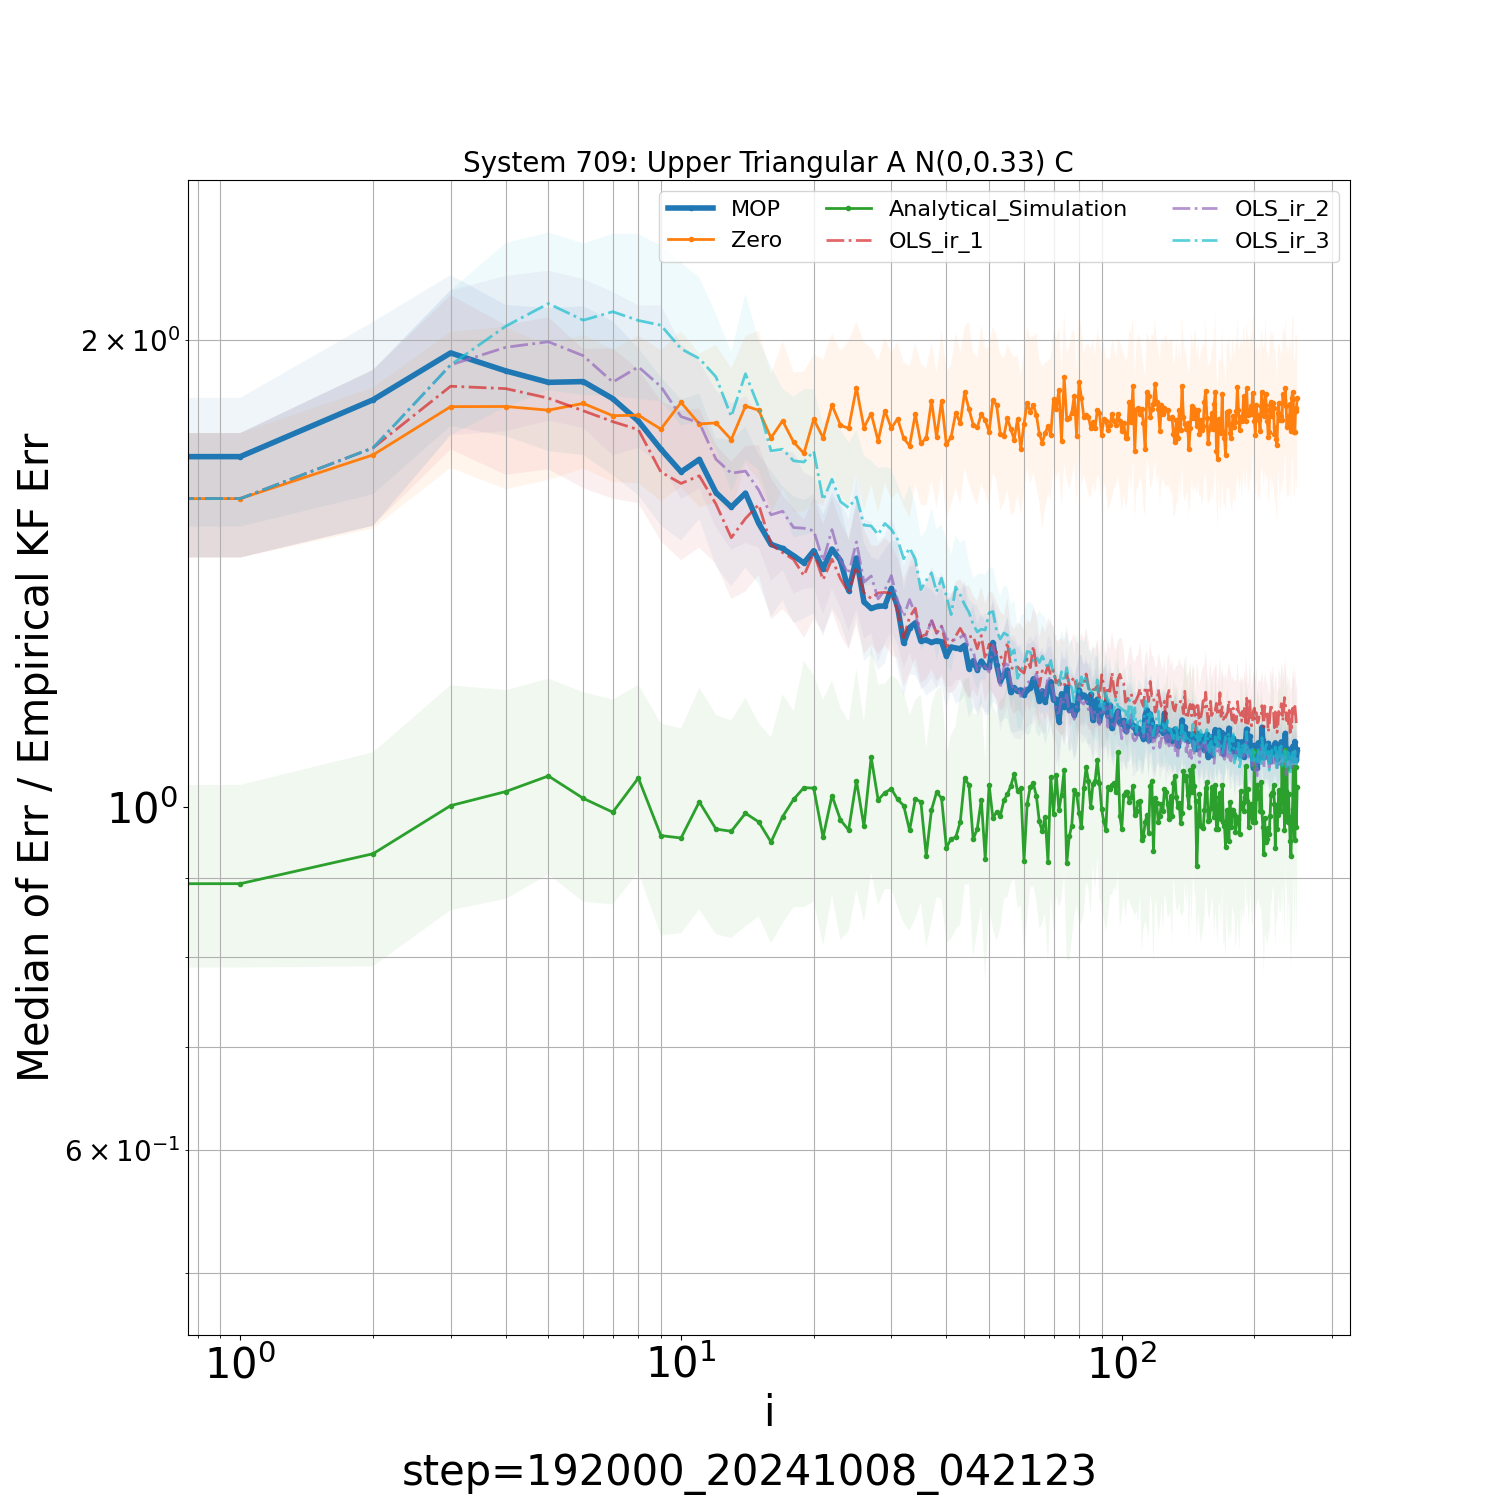 System 709: Upper Triangular A N(0,0.33) C
MOP
Zero
Analytical_Simulation
OLS_ir_1
OLS_ir_2
OLS_ir_3
Median of Err / Empirical KF Err
2 × 10⁰
10⁰
6 × 10⁻¹
10⁰
10¹
10²
i
step=192000_20241008_042123